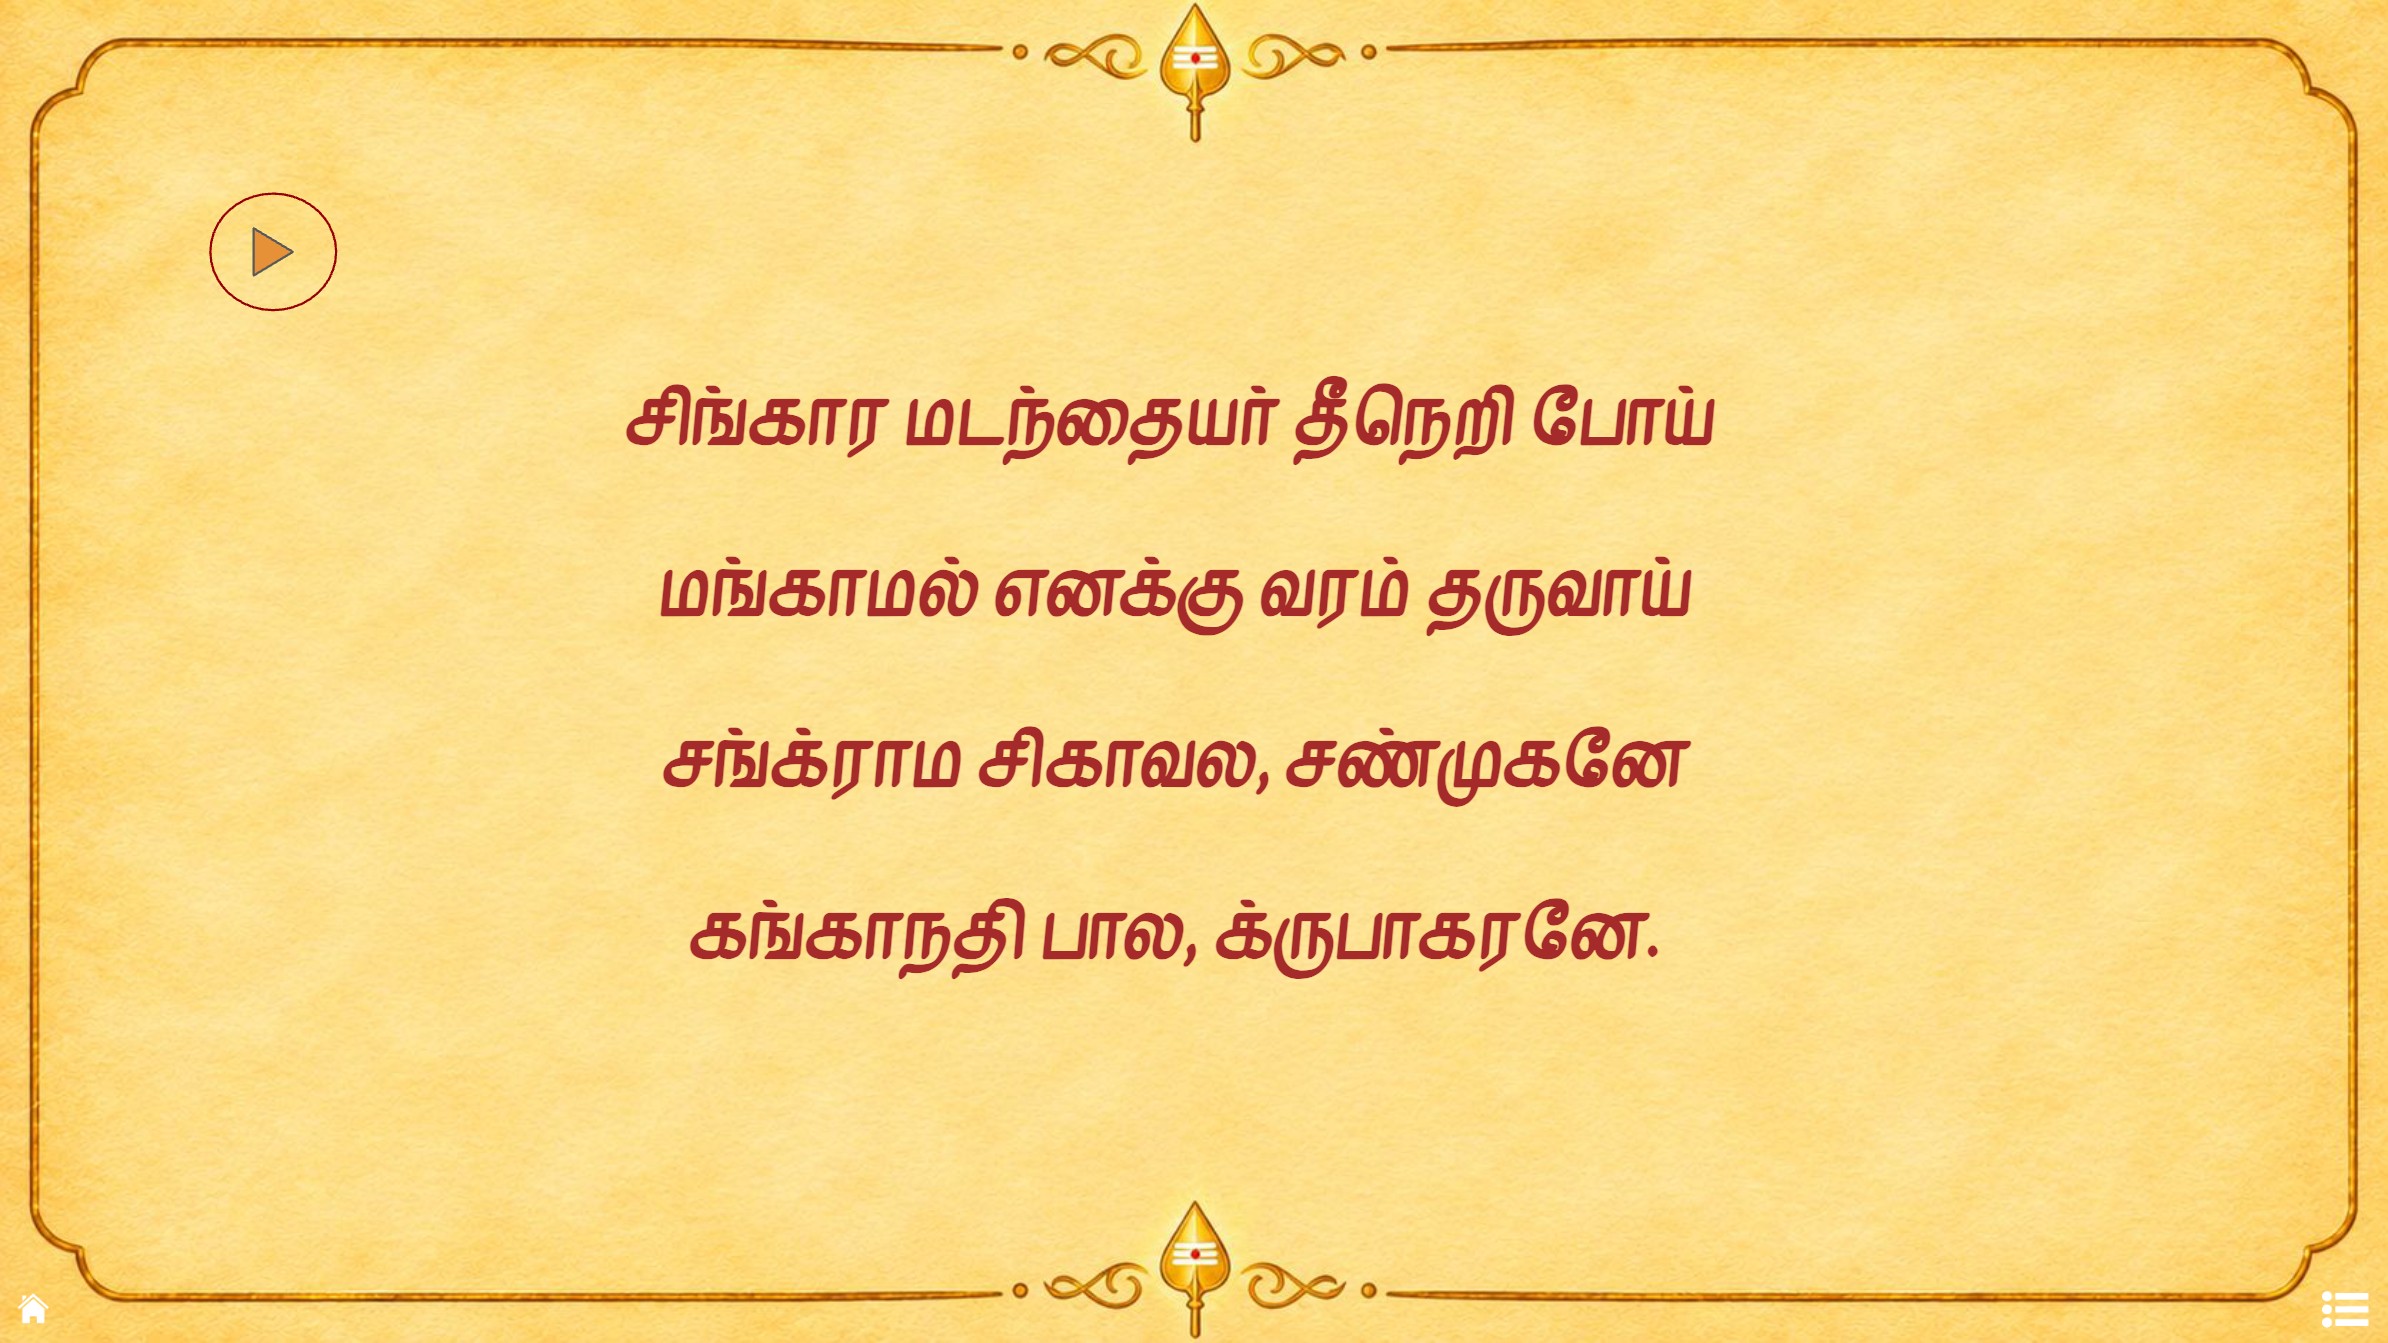 சிங்கார மடந்தையர் தீநெறி போய்
மங்காமல் எனக்கு வரம் தருவாய்
சங்க்ராம சிகாவல, சண்முகனே
கங்காநதி பால, க்ருபாகரனே.